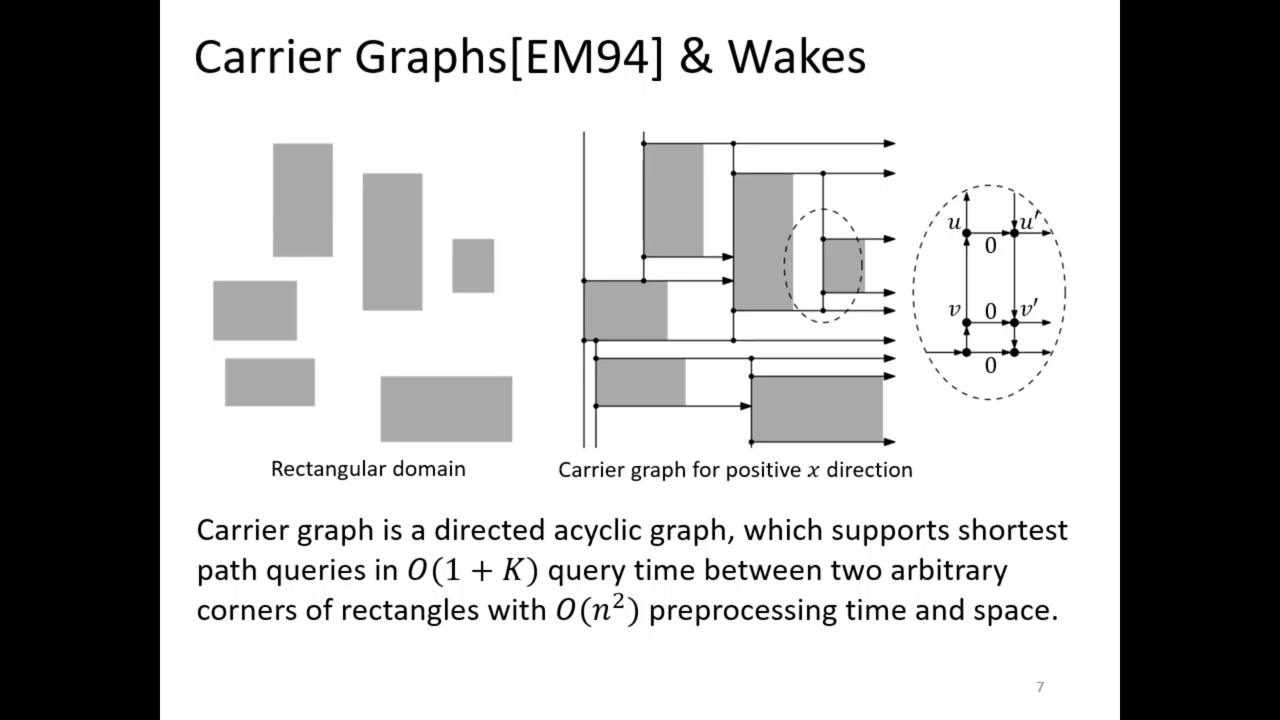 Carrier Graphs[EM94] & Wakes
u
u′
0
v
0
v′
0
Rectangular domain
Carrier graph for positive x direction
Carrier graph is a directed acyclic graph, which supports shortest
path queries in O(1 + K) query time between two arbitrary
corners of rectangles with O(n²) preprocessing time and space.
7